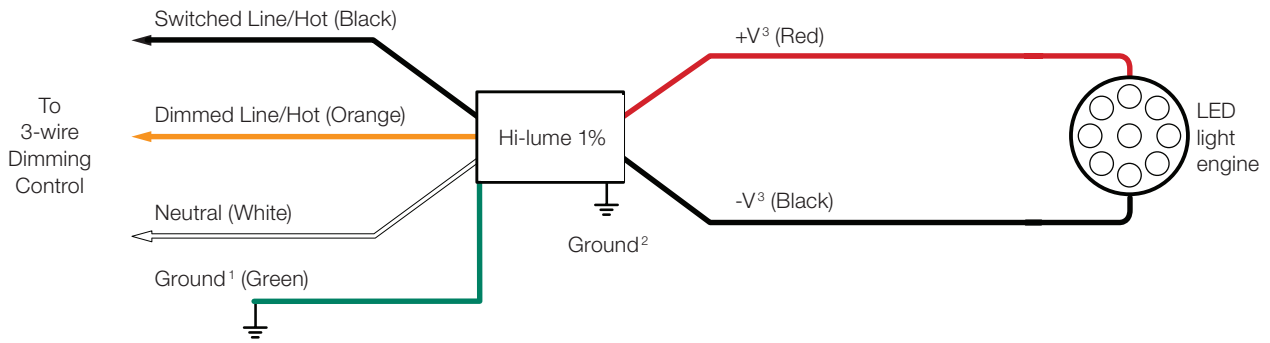 Switched Line/Hot (Black)
+V³ (Red)
To
3-wire
Dimming
Control
Dimmed Line/Hot (Orange)
Hi-lume 1%
LED
light
engine
Neutral (White)
-V³ (Black)
Ground²
Ground¹ (Green)